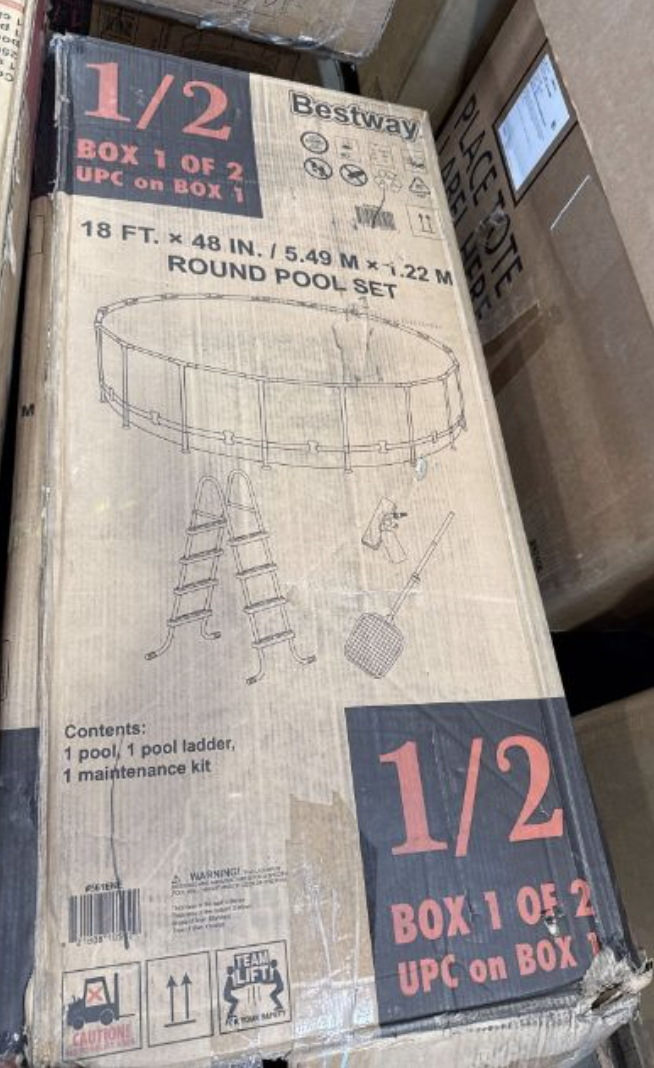 1/2
BOX 1 OF 2
UPC on BOX 1
Bestway
18 FT. × 48 IN. / 5.49 M × 1.22 M
ROUND POOL SET
Contents:
1 pool, 1 pool ladder,
1 maintenance kit
WARNING!
1/2
BOX 1 OF 2
UPC on BOX 1
TEAM
LIFT!
YOUR SAFETY
CAUTION!
PLACE TOTE
LABEL HERE
M